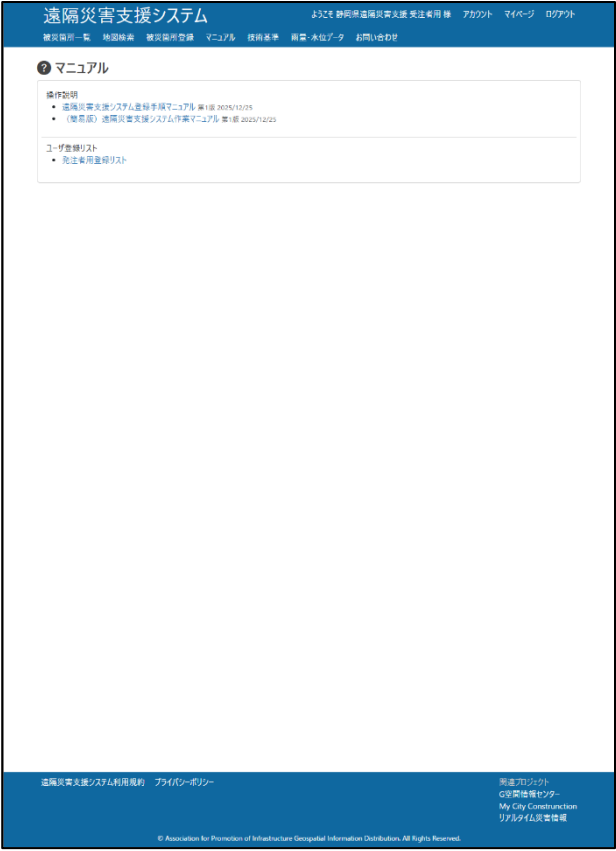 遠隔災害支援システム
ようこそ 静岡県遠隔災害支援 受注者用 様 アカウント マイページ ログアウト
被災箇所一覧 地図検索 被災箇所登録 マニュアル 技術基準 雨量・水位データ お問い合わせ
? マニュアル
操作説明
• 遠隔災害支援システム登録手順マニュアル 第1版 2025/12/25
• （簡易版）遠隔災害支援システム作業マニュアル 第1版 2025/12/25
ユーザ登録リスト
• 発注者用登録リスト
遠隔災害支援システム利用規約 プライバシーポリシー
関連プロジェクト
G空間情報センター
My City Construnction
リアルタイム災害情報
© Association for Promotion of Infrastructure Geospatial Information Distribution. All Rights Reserved.